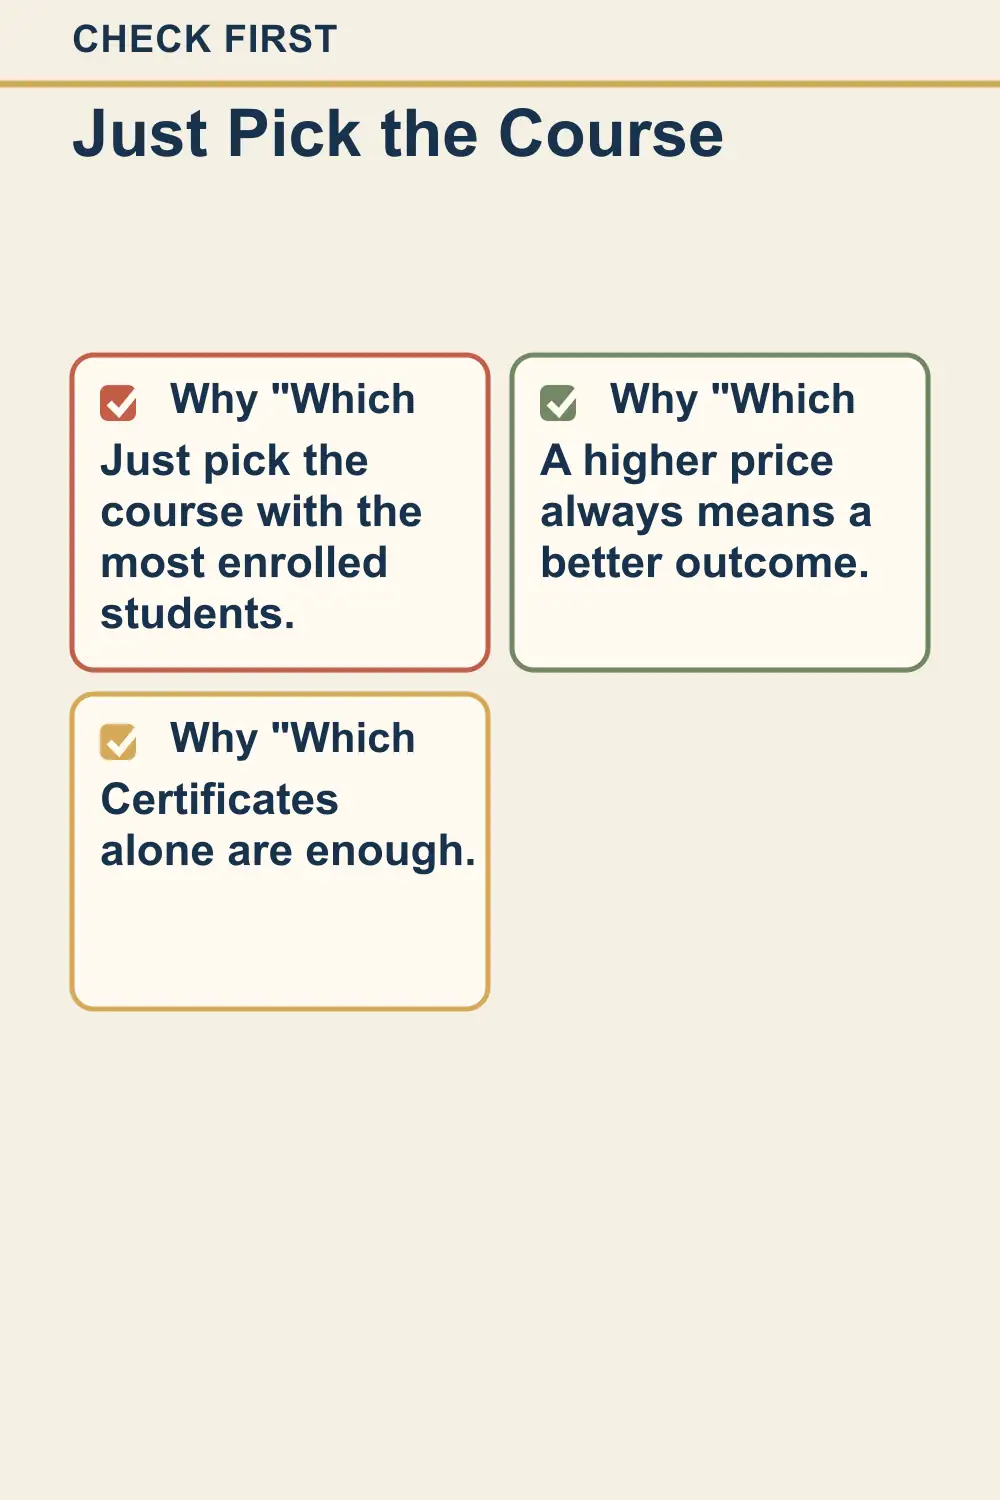 CHECK FIRST
Just Pick the Course
Why "Which
Just pick the
course with the
most enrolled
students.
Why "Which
A higher price
always means a
better outcome.
Why "Which
Certificates
alone are enough.